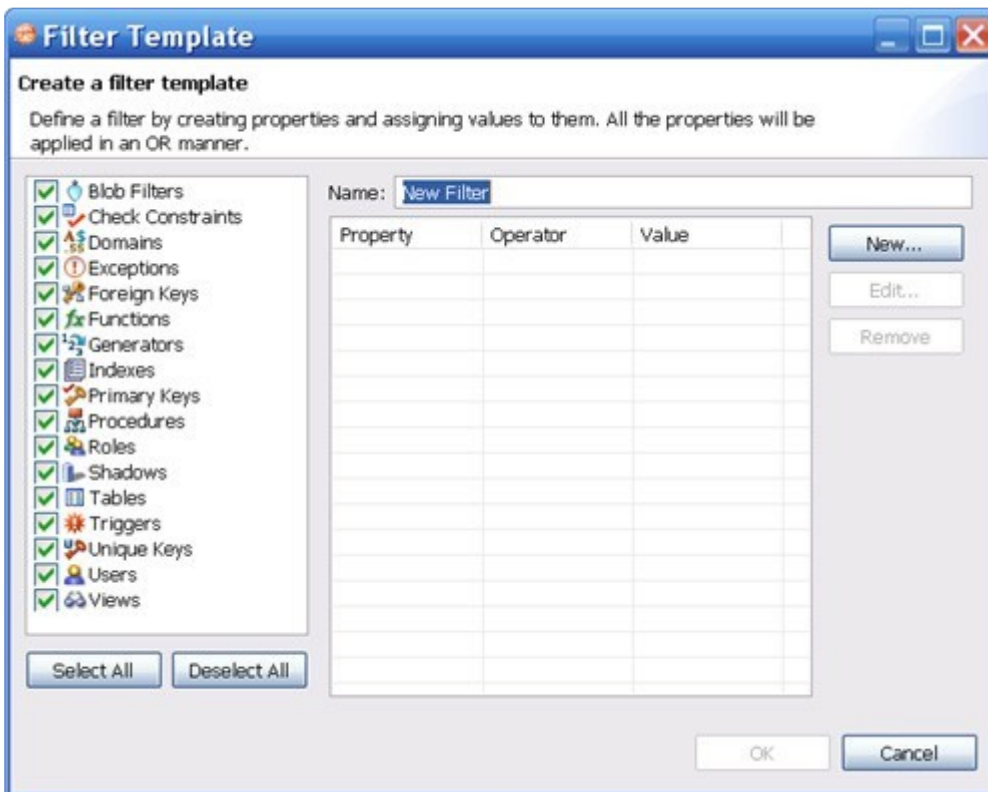 Filter Template
Create a filter template
Define a filter by creating properties and assigning values to them. All the properties will be
applied in an OR manner.
Blob Filters
Check Constraints
Domains
Exceptions
Foreign Keys
Functions
Generators
Indexes
Primary Keys
Procedures
Roles
Shadows
Tables
Triggers
Unique Keys
Users
Views
Select All Deselect All
Name: New Filter
Property Operator Value
New...
Edit...
Remove
OK Cancel